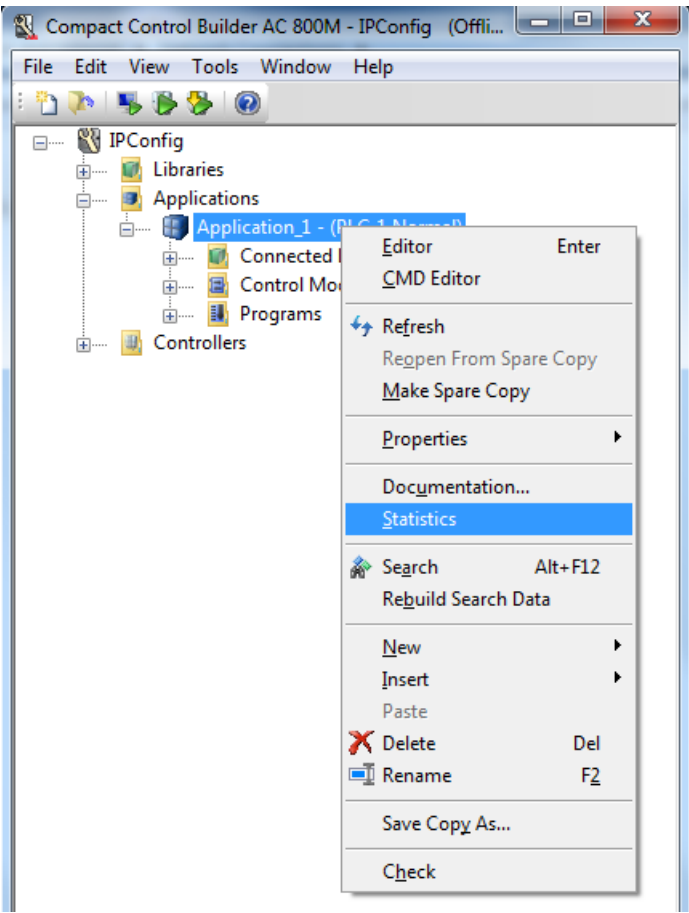 Compact Control Builder AC 800M - IPConfig (Offli...
File Edit View Tools Window Help
IPConfig
Libraries
Applications
Application_1 - (PLC_1.Normal)
Connected
Control
Programs
Controllers
Editor Enter
CMD Editor
Refresh
Reopen From Spare Copy
Make Spare Copy
Properties
Documentation...
Statistics
Search Alt+F12
Rebuild Search Data
New
Insert
Paste
Delete Del
Rename F2
Save Copy As...
Check